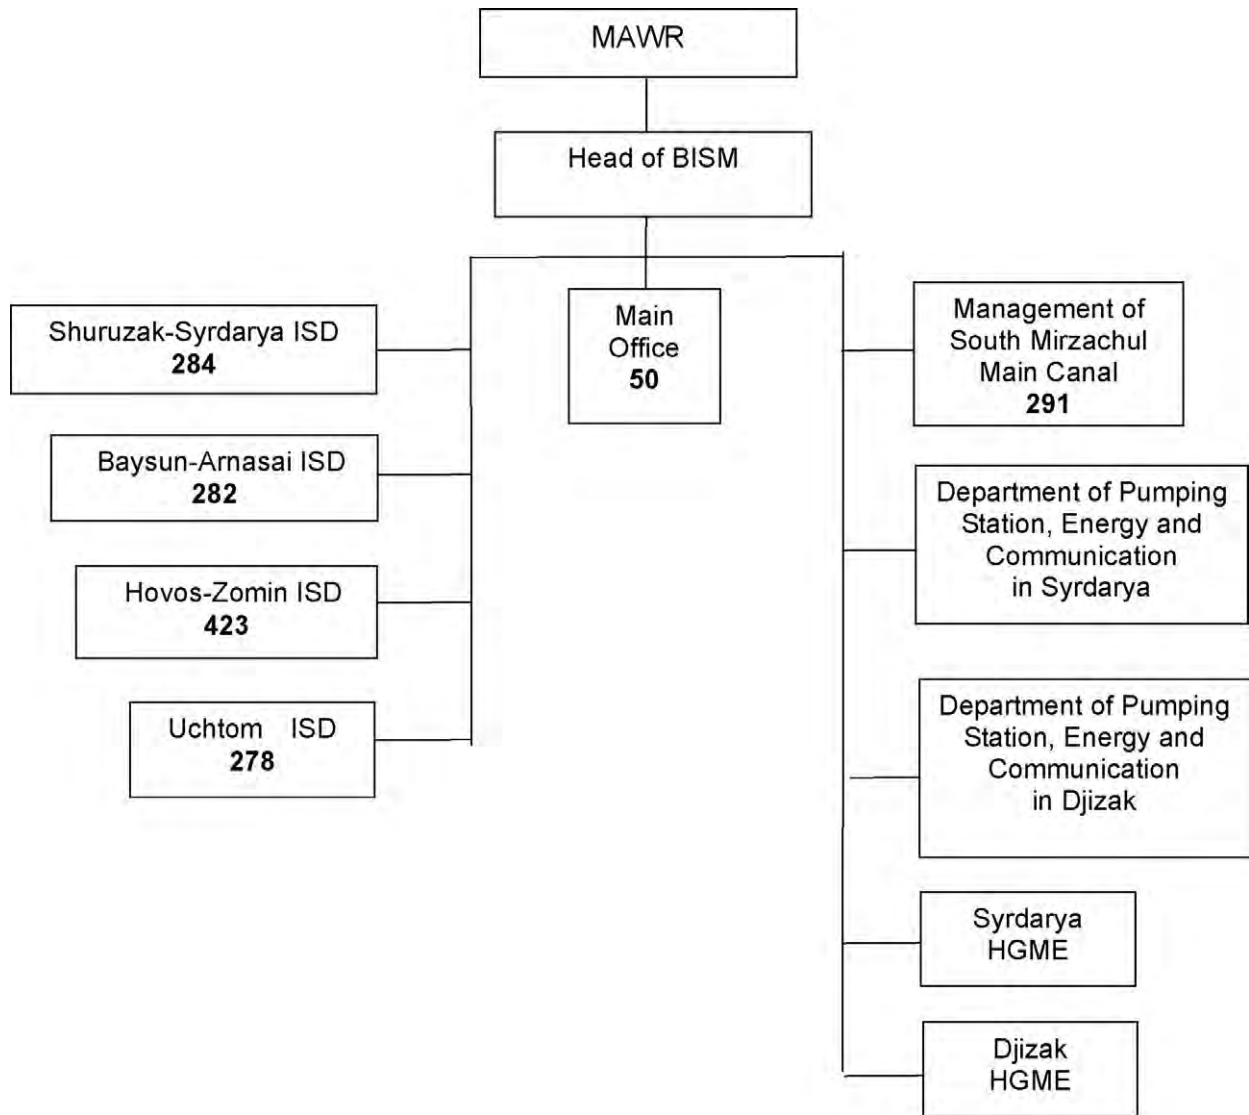 MAWR
Head of BISM
Main
Office
50
Shuruzak-Syrdarya ISD
284
Baysun-Arnasai ISD
282
Hovos-Zomin ISD
423
Uchtom ISD
278
Management of
South Mirzachul
Main Canal
291
Department of Pumping
Station, Energy and
Communication
in Syrdarya
Department of Pumping
Station, Energy and
Communication
in Djizak
Syrdarya
HGME
Djizak
HGME